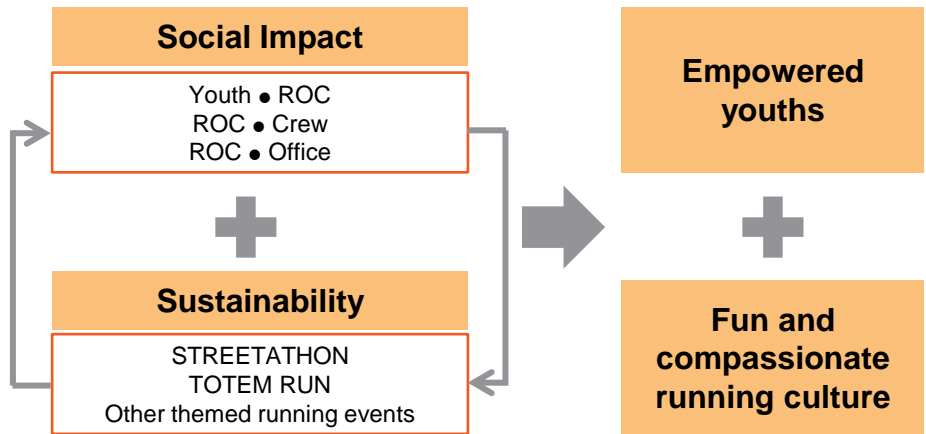 Social Impact
Youth ● ROC
ROC ● Crew
ROC ● Office
Sustainability
STREETATHON
TOTEM RUN
Other themed running events
Empowered
youths
Fun and
compassionate
running culture